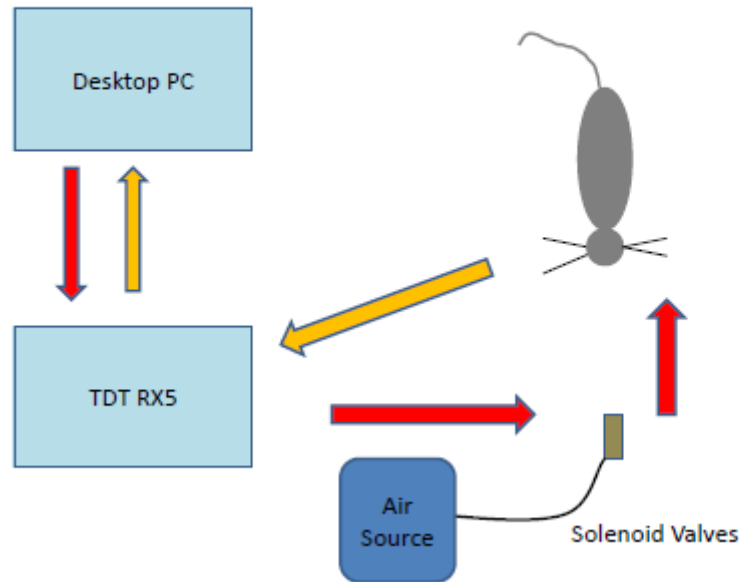 Desktop PC
TDT RX5
Air
Source
Solenoid Valves